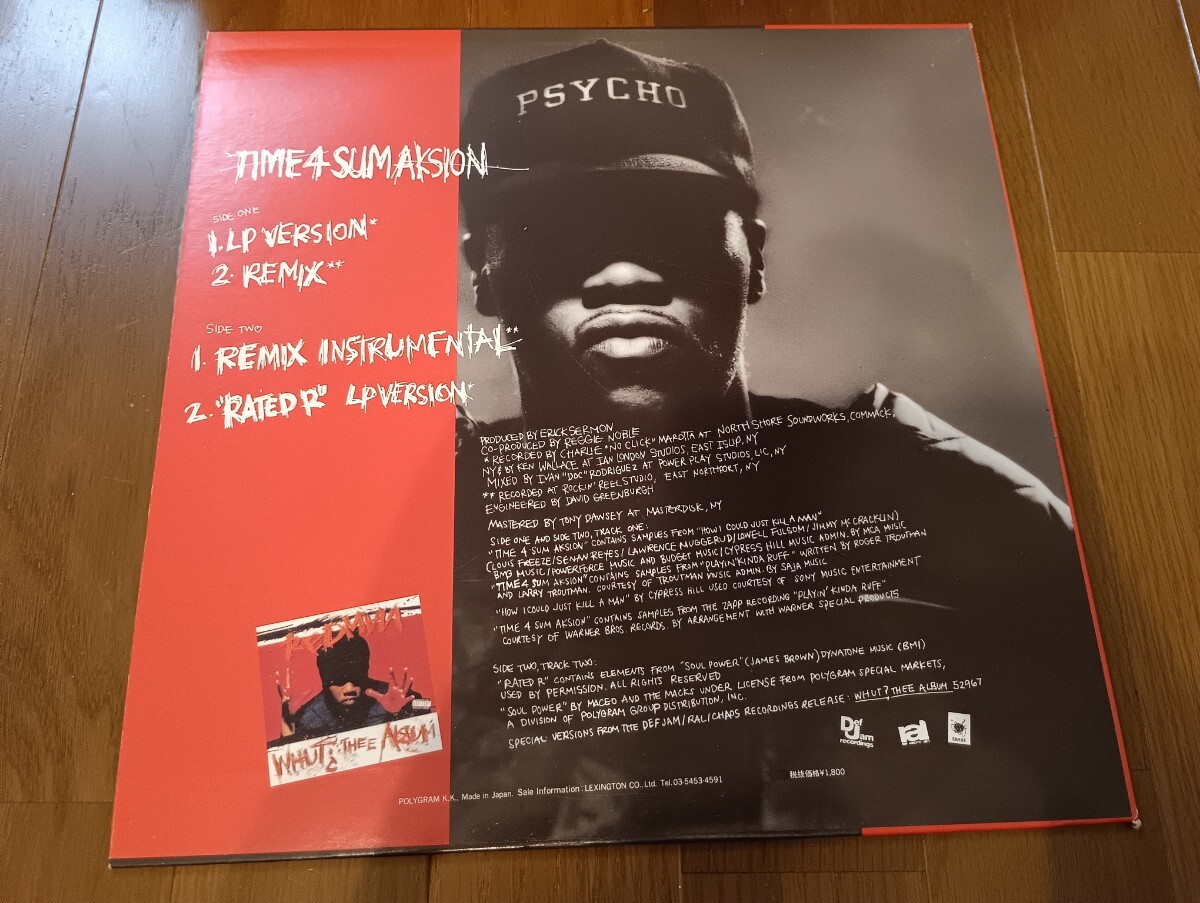 PSYCHO
TIME 4 SUM AKSION
SIDE ONE
1. LP VERSION*
2. REMIX**
SIDE TWO
1. REMIX INSTRUMENTAL**
2. "RATED R" LP VERSION*
PRODUCED BY ERICK SERMON
CO-PRODUCED BY REGGIE NOBLE
* RECORDED BY CHARLIE "NO CLICK" MAROTTA AT NORTH SHORE SOUNDWORKS, COMMACK,
NY & BY KEN WALLACE AT IAN LONDON STUDIOS, EAST ISLIP, NY
MIXED BY IVAN "DOC" RODRIGUEZ AT POWER PLAY STUDIOS, LIC, NY
** RECORDED AT ROCKIN' REEL STUDIO, EAST NORTHPORT, NY
ENGINEERED BY DAVID GREENBURGH
MASTERED BY TONY DAWSEY AT MASTERDISK, NY
SIDE ONE AND SIDE TWO, TRACK ONE:
"TIME 4 SUM AKSION" CONTAINS SAMPLES FROM "HOW I COULD JUST KILL A MAN"
(LOUIS FREEZE/SENAN REYES/LAWRENCE MUGGERUD/LOWELL FULSOM/JIMMY McCRACKLIN)
BMG MUSIC/POWERFORCE MUSIC AND BUDGET MUSIC/CYPRESS HILL MUSIC ADMIN. BY MCA MUSIC
"TIME 4 SUM AKSION" CONTAINS SAMPLES FROM "PLAYIN' KINDA RUFF" WRITTEN BY ROGER TROUTMAN
AND LARRY TROUTMAN. COURTESY OF TROUTMAN MUSIC ADMIN. BY SAJA MUSIC
"HOW I COULD JUST KILL A MAN" BY CYPRESS HILL USED COURTESY OF SONY MUSIC ENTERTAINMENT
"TIME 4 SUM AKSION" CONTAINS SAMPLES FROM THE ZAPP RECORDING "PLAYIN' KINDA RUFF"
COURTESY OF WARNER BROS. RECORDS. BY ARRANGEMENT WITH WARNER SPECIAL PRODUCTS
SIDE TWO, TRACK TWO:
"RATED R" CONTAINS ELEMENTS FROM "SOUL POWER" (JAMES BROWN) DYNATONE MUSIC (BMI)
USED BY PERMISSION. ALL RIGHTS RESERVED
"SOUL POWER" BY MACEO AND THE MACKS UNDER LICENSE FROM POLYGRAM SPECIAL MARKETS,
A DIVISION OF POLYGRAM GROUP DISTRIBUTION, INC.
SPECIAL VERSIONS FROM THE DEF JAM/RAL/CHAOS RECORDINGS RELEASE: WHUT? THEE ALBUM 52967
REDMAN
WHUT? THEE ALBUM
Def Jam
recordings
ral
CHAOS
POLYGRAM K.K., Made in Japan. Sale Information: LEXINGTON CO., Ltd. Tel.03-5453-4591
税抜価格¥1,800